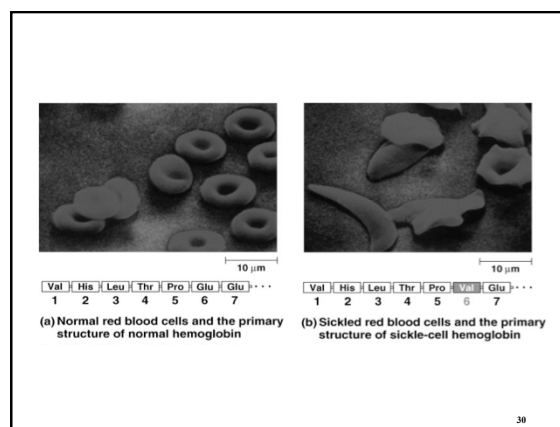 10 μm
Val His Leu Thr Pro Glu Glu · · ·
1 2 3 4 5 6 7
(a) Normal red blood cells and the primary
structure of normal hemoglobin
10 μm
Val His Leu Thr Pro Val Glu · · ·
1 2 3 4 5 6 7
(b) Sickled red blood cells and the primary
structure of sickle-cell hemoglobin
30